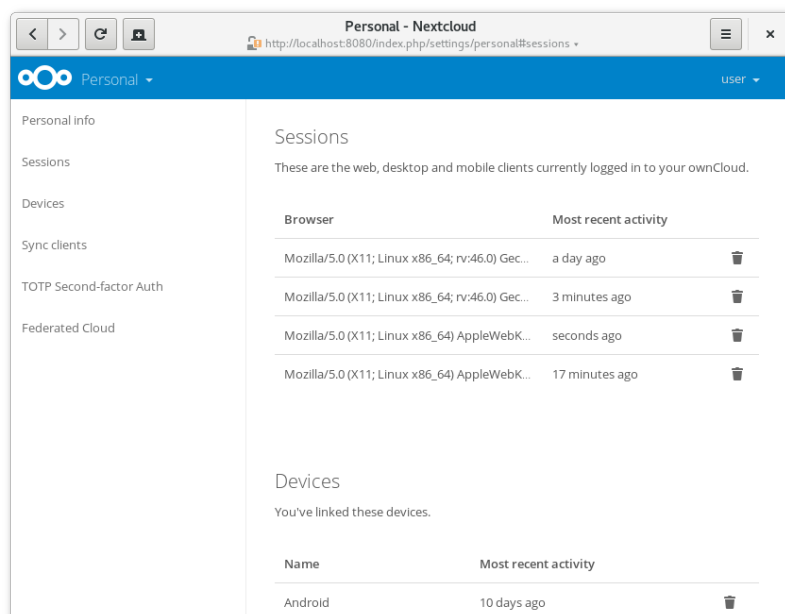 Personal - Nextcloud
http://localhost:8080/index.php/settings/personal#sessions
Personal
user
Personal info
Sessions
Devices
Sync clients
TOTP Second-factor Auth
Federated Cloud
Sessions
These are the web, desktop and mobile clients currently logged in to your ownCloud.
Browser Most recent activity
Mozilla/5.0 (X11; Linux x86_64; rv:46.0) Gec... a day ago
Mozilla/5.0 (X11; Linux x86_64; rv:46.0) Gec... 3 minutes ago
Mozilla/5.0 (X11; Linux x86_64) AppleWebK... seconds ago
Mozilla/5.0 (X11; Linux x86_64) AppleWebK... 17 minutes ago
Devices
You've linked these devices.
Name Most recent activity
Android 10 days ago